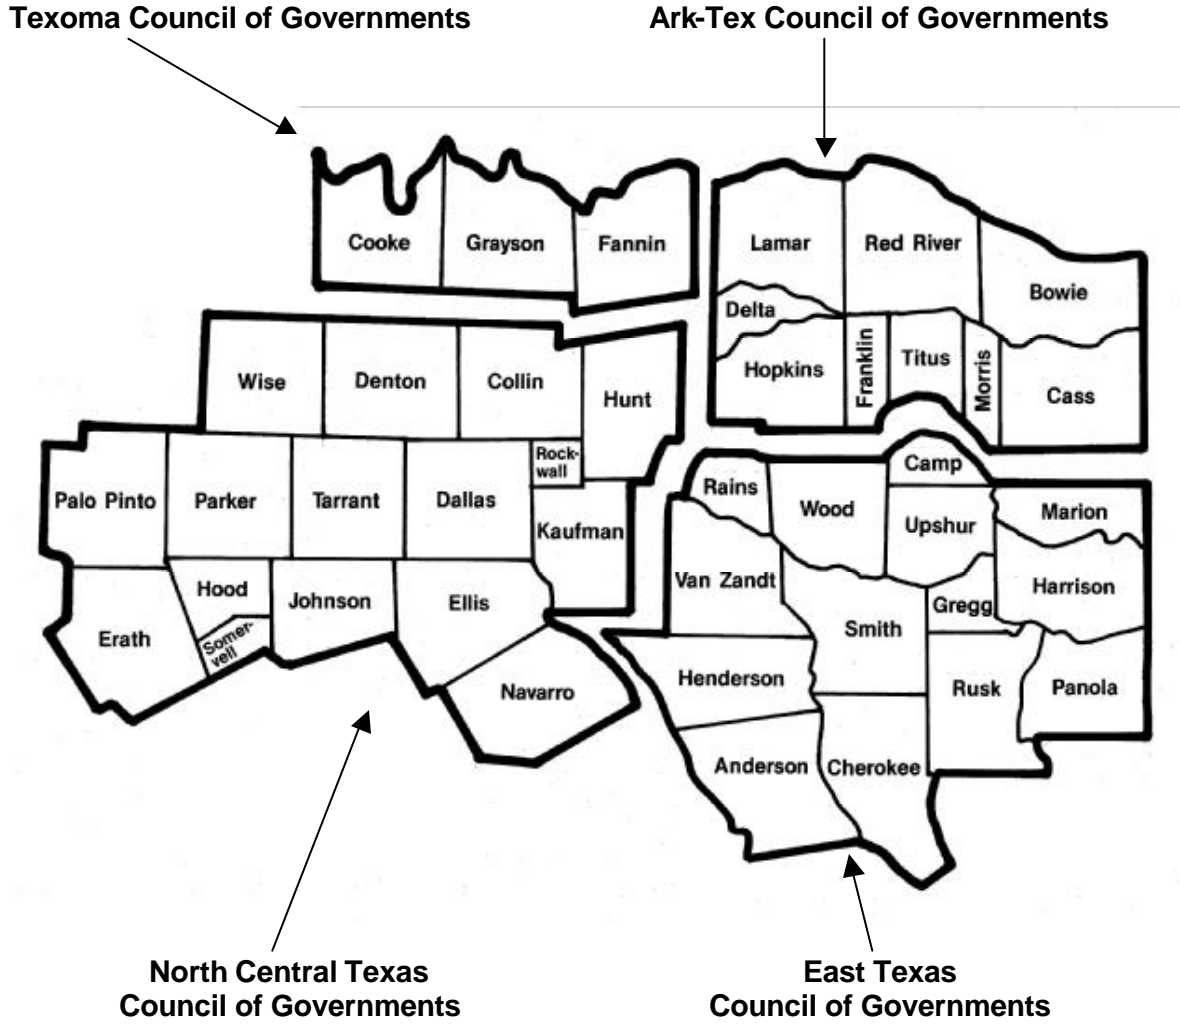 Texoma Council of Governments
Ark-Tex Council of Governments
Cooke
Grayson
Fannin
Lamar
Red River
Bowie
Delta
Hopkins
Franklin
Titus
Morris
Cass
Wise
Denton
Collin
Hunt
Rock-
wall
Palo Pinto
Parker
Tarrant
Dallas
Kaufman
Hood
Johnson
Ellis
Erath
Somer-
vell
Navarro
Rains
Wood
Camp
Upshur
Marion
Van Zandt
Smith
Gregg
Harrison
Henderson
Rusk
Panola
Anderson
Cherokee
North Central Texas
Council of Governments
East Texas
Council of Governments